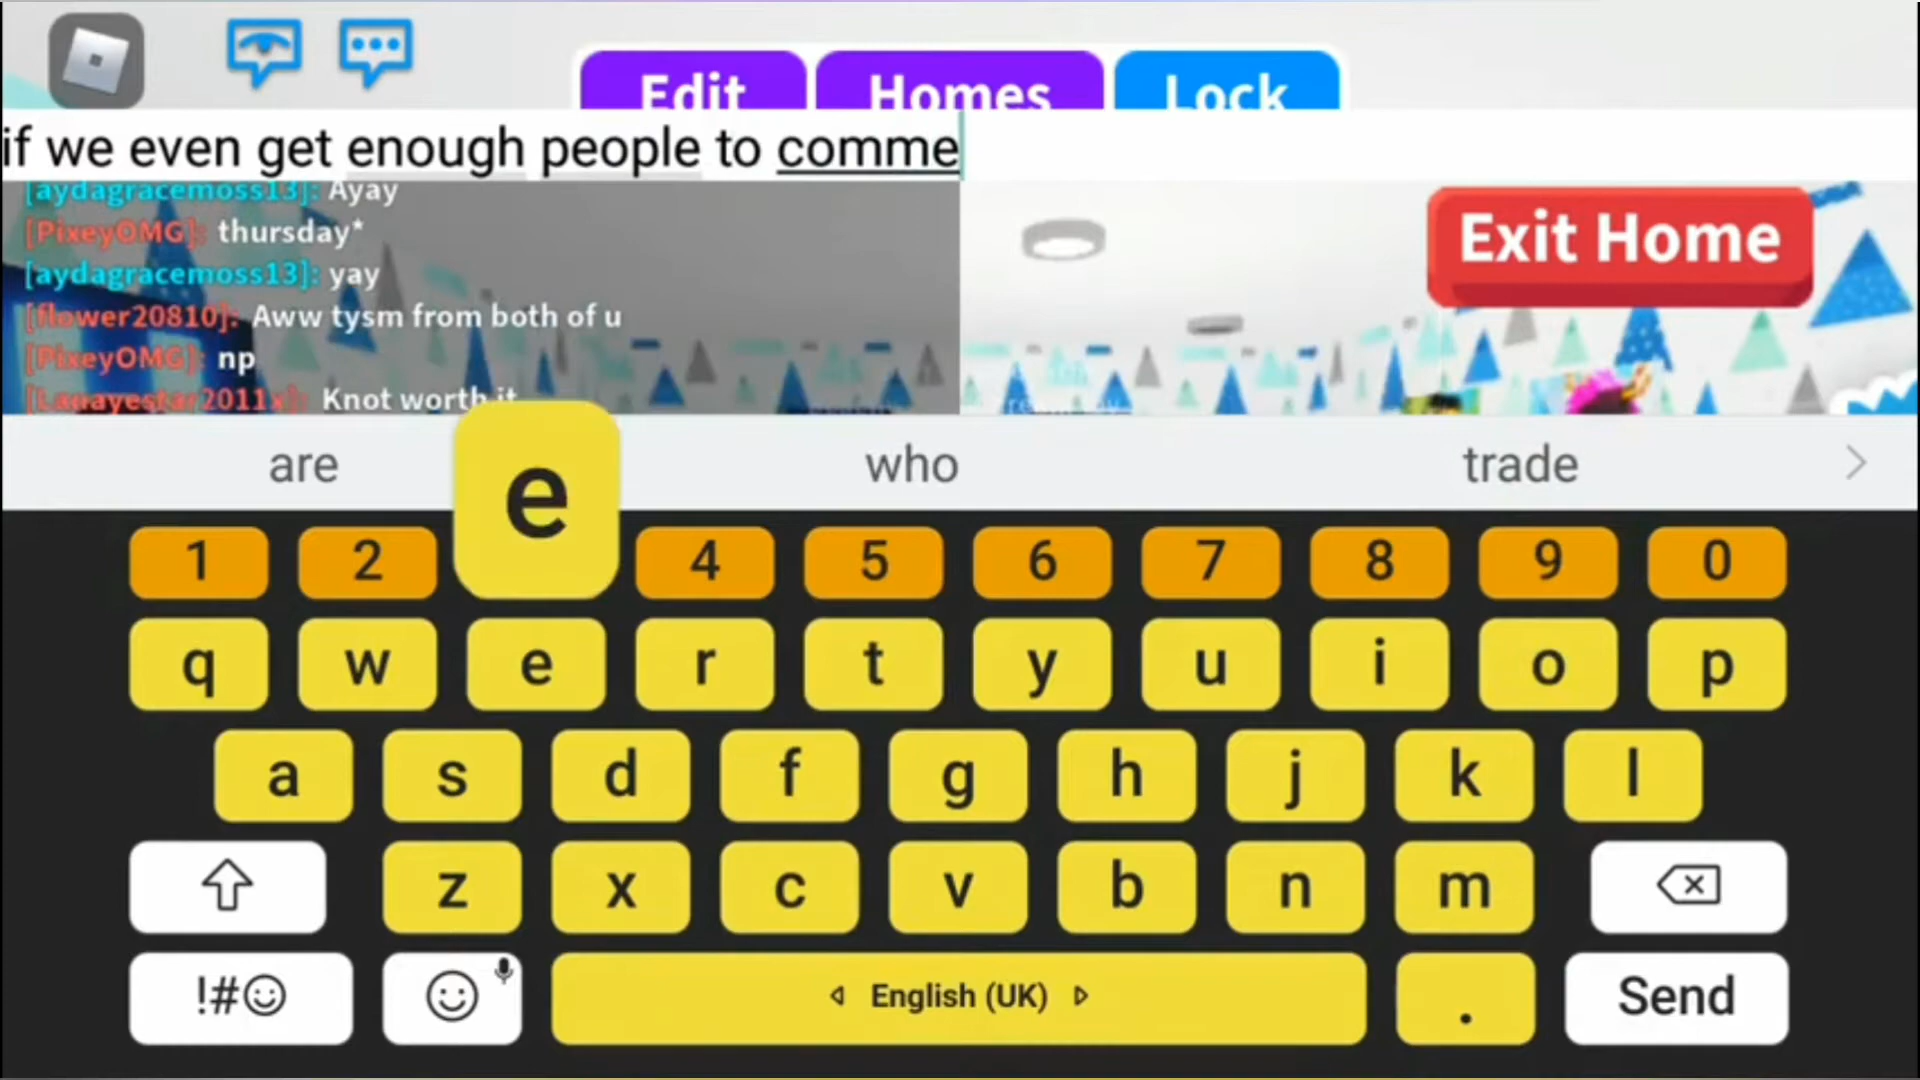 Edit Homes Lock
if we even get enough people to comme
[aydagracemoss13]: Ayay
[PixeyOMG]: thursday*
[aydagracemoss13]: yay
[flower20810]: Aww tysm from both of u
[PixeyOMG]: np
Knot worth it
Exit Home
are who trade
e
1 2 4 5 6 7 8 9 0
q w e r t y u i o p
a s d f g h j k l
z x c v b n m
!#☺ English (UK) . Send